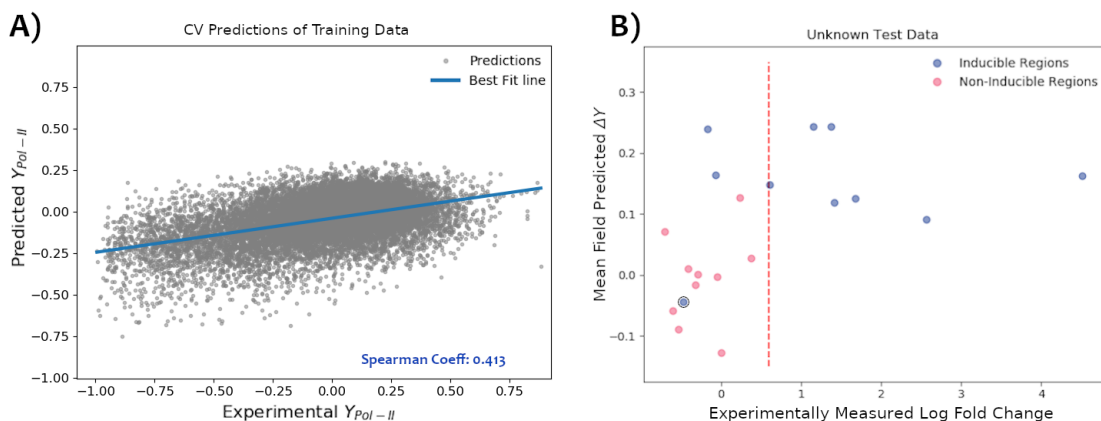 A)
CV Predictions of Training Data
Predictions
Best Fit line
0.75
0.50
0.25
0.00
−0.25
−0.50
−0.75
−1.00
Predicted Y_{Pol−II}
Spearman Coeff: 0.413
−1.00 −0.75 −0.50 −0.25 0.00 0.25 0.50 0.75
Experimental Y_{Pol−II}
B)
Unknown Test Data
Inducible Regions
Non-Inducible Regions
0.3
0.2
0.1
0.0
−0.1
Mean Field Predicted ΔY
0 1 2 3 4
Experimentally Measured Log Fold Change